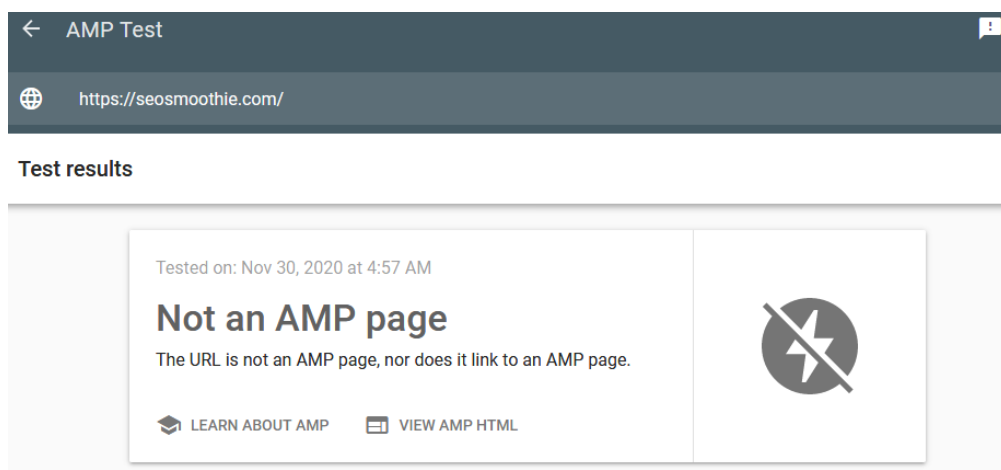 AMP Test
https://seosmoothie.com/
Test results
Tested on: Nov 30, 2020 at 4:57 AM
Not an AMP page
The URL is not an AMP page, nor does it link to an AMP page.
LEARN ABOUT AMP VIEW AMP HTML